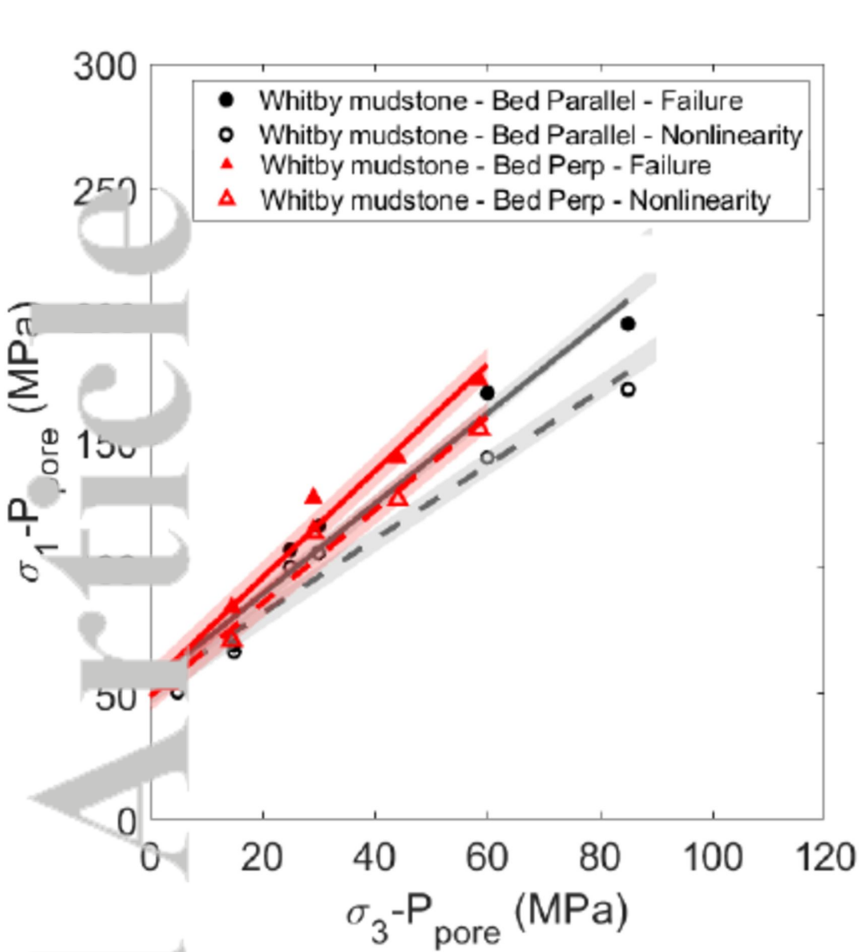 300
Whitby mudstone - Bed Parallel - Failure
Whitby mudstone - Bed Parallel - Nonlinearity
Whitby mudstone - Bed Perp - Failure
Whitby mudstone - Bed Perp - Nonlinearity
250
σ1-Ppore (MPa)
150
50
0
0 20 40 60 80 100 120
σ3-Ppore (MPa)
Article